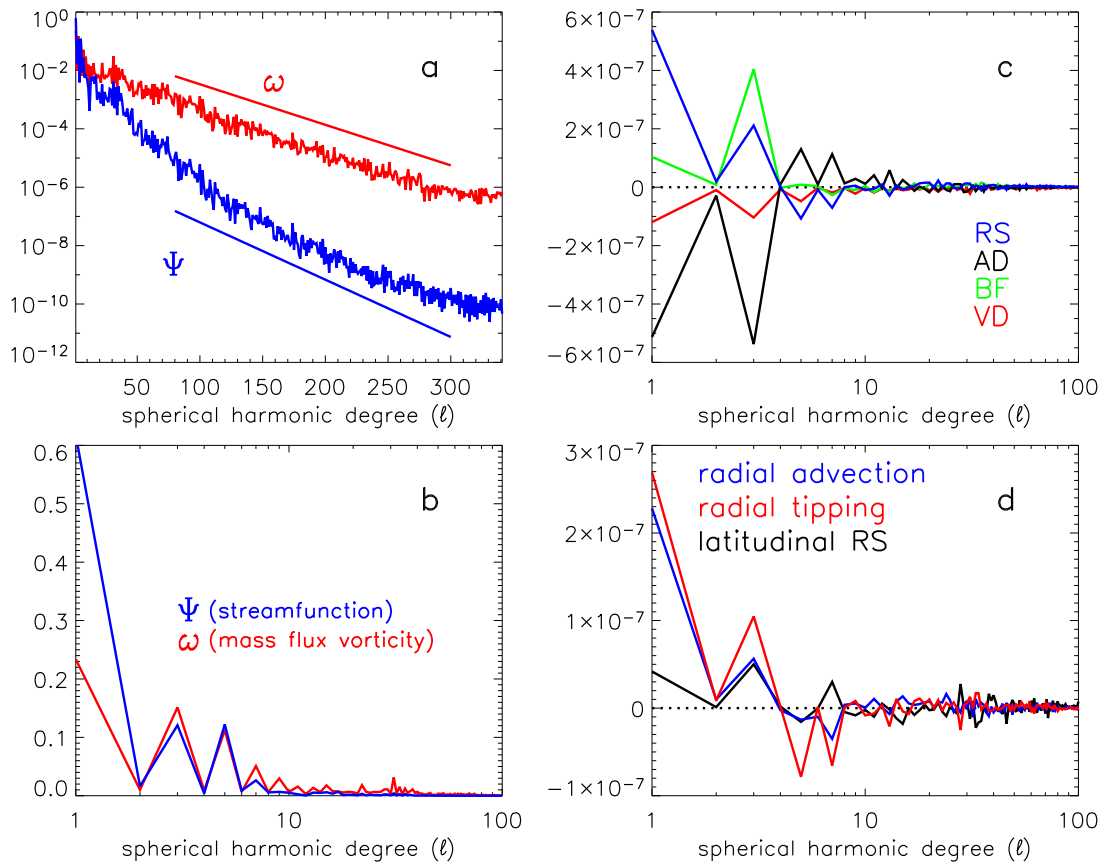 10⁰
10⁻²
10⁻⁴
10⁻⁶
10⁻⁸
10⁻¹⁰
10⁻¹²
a
ω
Ψ
50 100 150 200 250 300
spherical harmonic degree (ℓ)
6×10⁻⁷
4×10⁻⁷
2×10⁻⁷
0
−2×10⁻⁷
−4×10⁻⁷
−6×10⁻⁷
c
RS
AD
BF
VD
1 10 100
spherical harmonic degree (ℓ)
0.6
0.5
0.4
0.3
0.2
0.1
0.0
b
Ψ (streamfunction)
ω (mass flux vorticity)
1 10 100
spherical harmonic degree (ℓ)
3×10⁻⁷
2×10⁻⁷
1×10⁻⁷
0
−1×10⁻⁷
radial advection
radial tipping
latitudinal RS
d
1 10 100
spherical harmonic degree (ℓ)